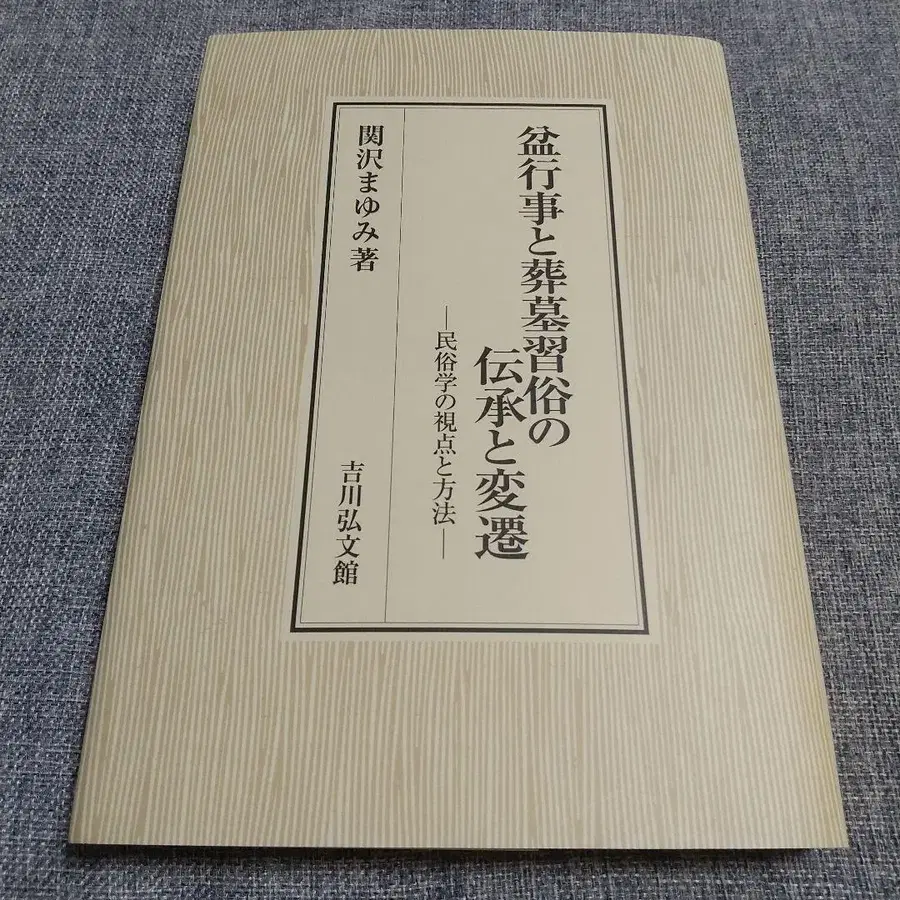 盆行事と葬墓習俗の
伝承と変遷
―民俗学の視点と方法―
関沢まゆみ著
吉川弘文館